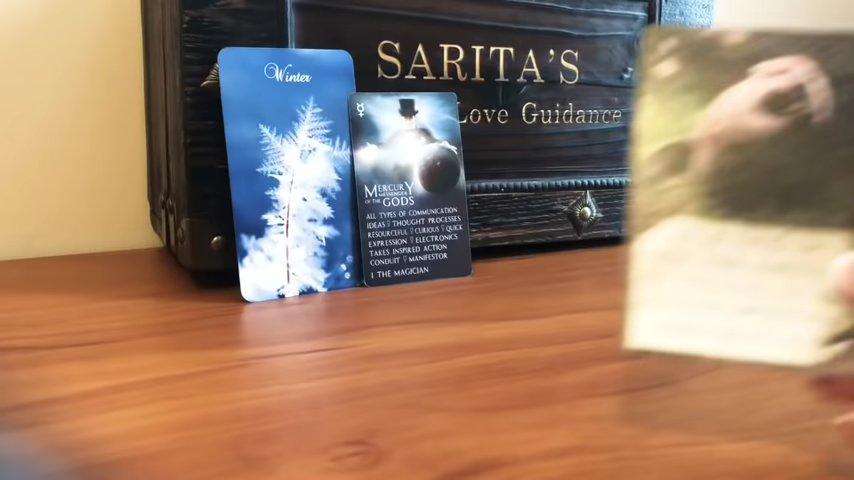 SARITA'S
Love Guidance
Winter
MERCURY
MESSENGER
OF THE GODS
ALL TYPES OF COMMUNICATION
IDEAS THOUGHT PROCESSES
RESOURCEFUL CURIOUS QUICK
EXPRESSION ELECTRONICS
TAKES INSPIRED ACTION
CONDUIT MANIFESTOR
1 THE MAGICIAN